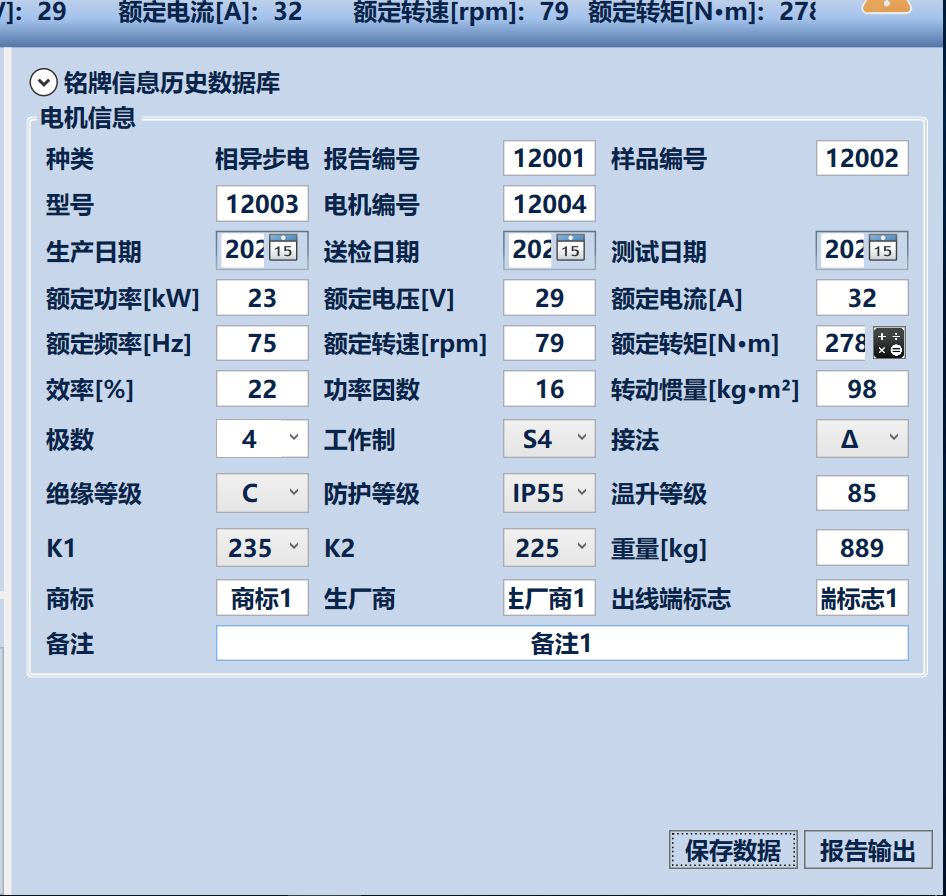 29 额定电流[A]: 32 额定转速[rpm]: 79 额定转矩[N•m]: 278
铭牌信息历史数据库
电机信息
种类 相异步电 报告编号 12001 样品编号 12002
型号 12003 电机编号 12004
生产日期 202 15 送检日期 202 15 测试日期 202 15
额定功率[kW] 23 额定电压[V] 29 额定电流[A] 32
额定频率[Hz] 75 额定转速[rpm] 79 额定转矩[N•m] 278
效率[%] 22 功率因数 16 转动惯量[kg•m²] 98
极数 4 工作制 S4 接法 Δ
绝缘等级 C 防护等级 IP55 温升等级 85
K1 235 K2 225 重量[kg] 889
商标 商标1 生厂商 生厂商1 出线端标志 端标志1
备注 备注1
保存数据 报告输出